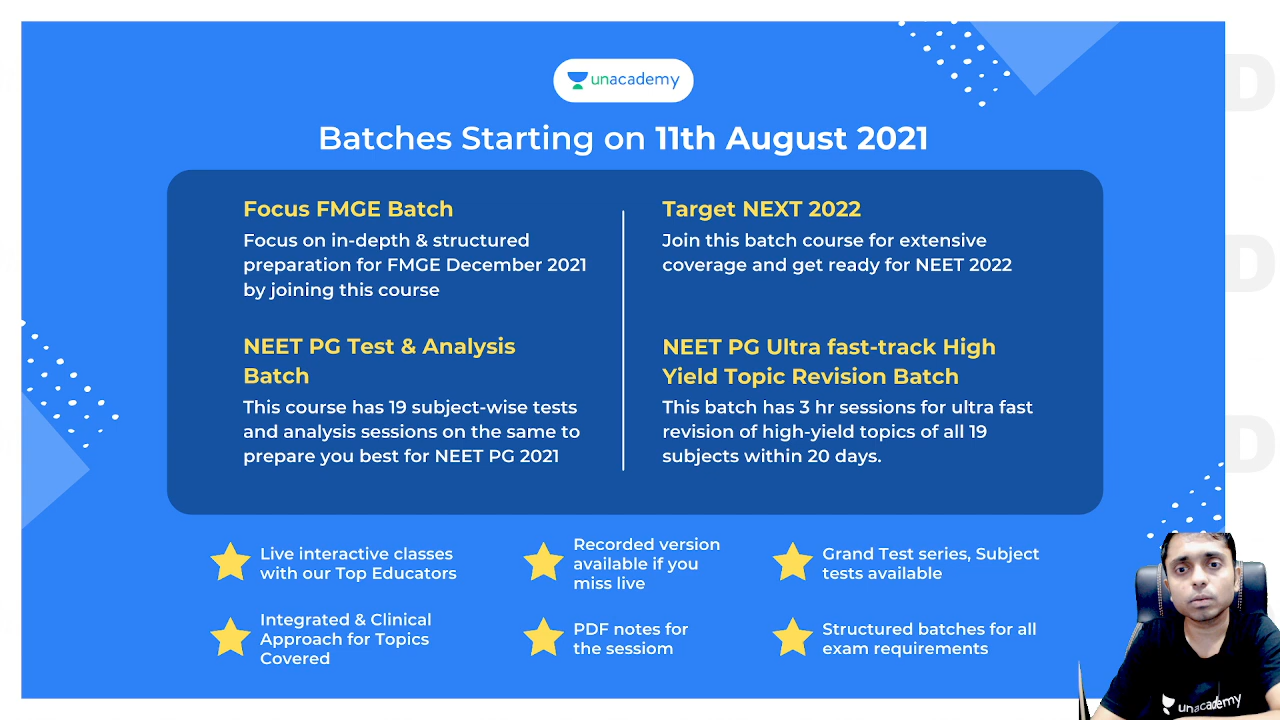 unacademy
Batches Starting on 11th August 2021
Focus FMGE Batch
Focus on in-depth & structured
preparation for FMGE December 2021
by joining this course
Target NEXT 2022
Join this batch course for extensive
coverage and get ready for NEET 2022
NEET PG Test & Analysis
Batch
This course has 19 subject-wise tests
and analysis sessions on the same to
prepare you best for NEET PG 2021
NEET PG Ultra fast-track High
Yield Topic Revision Batch
This batch has 3 hr sessions for ultra fast
revision of high-yield topics of all 19
subjects within 20 days.
Live interactive classes
with our Top Educators
Recorded version
available if you
miss live
Grand Test series, Subject
tests available
Integrated & Clinical
Approach for Topics
Covered
PDF notes for
the sessiom
Structured batches for all
exam requirements
D
D
D
unacademy